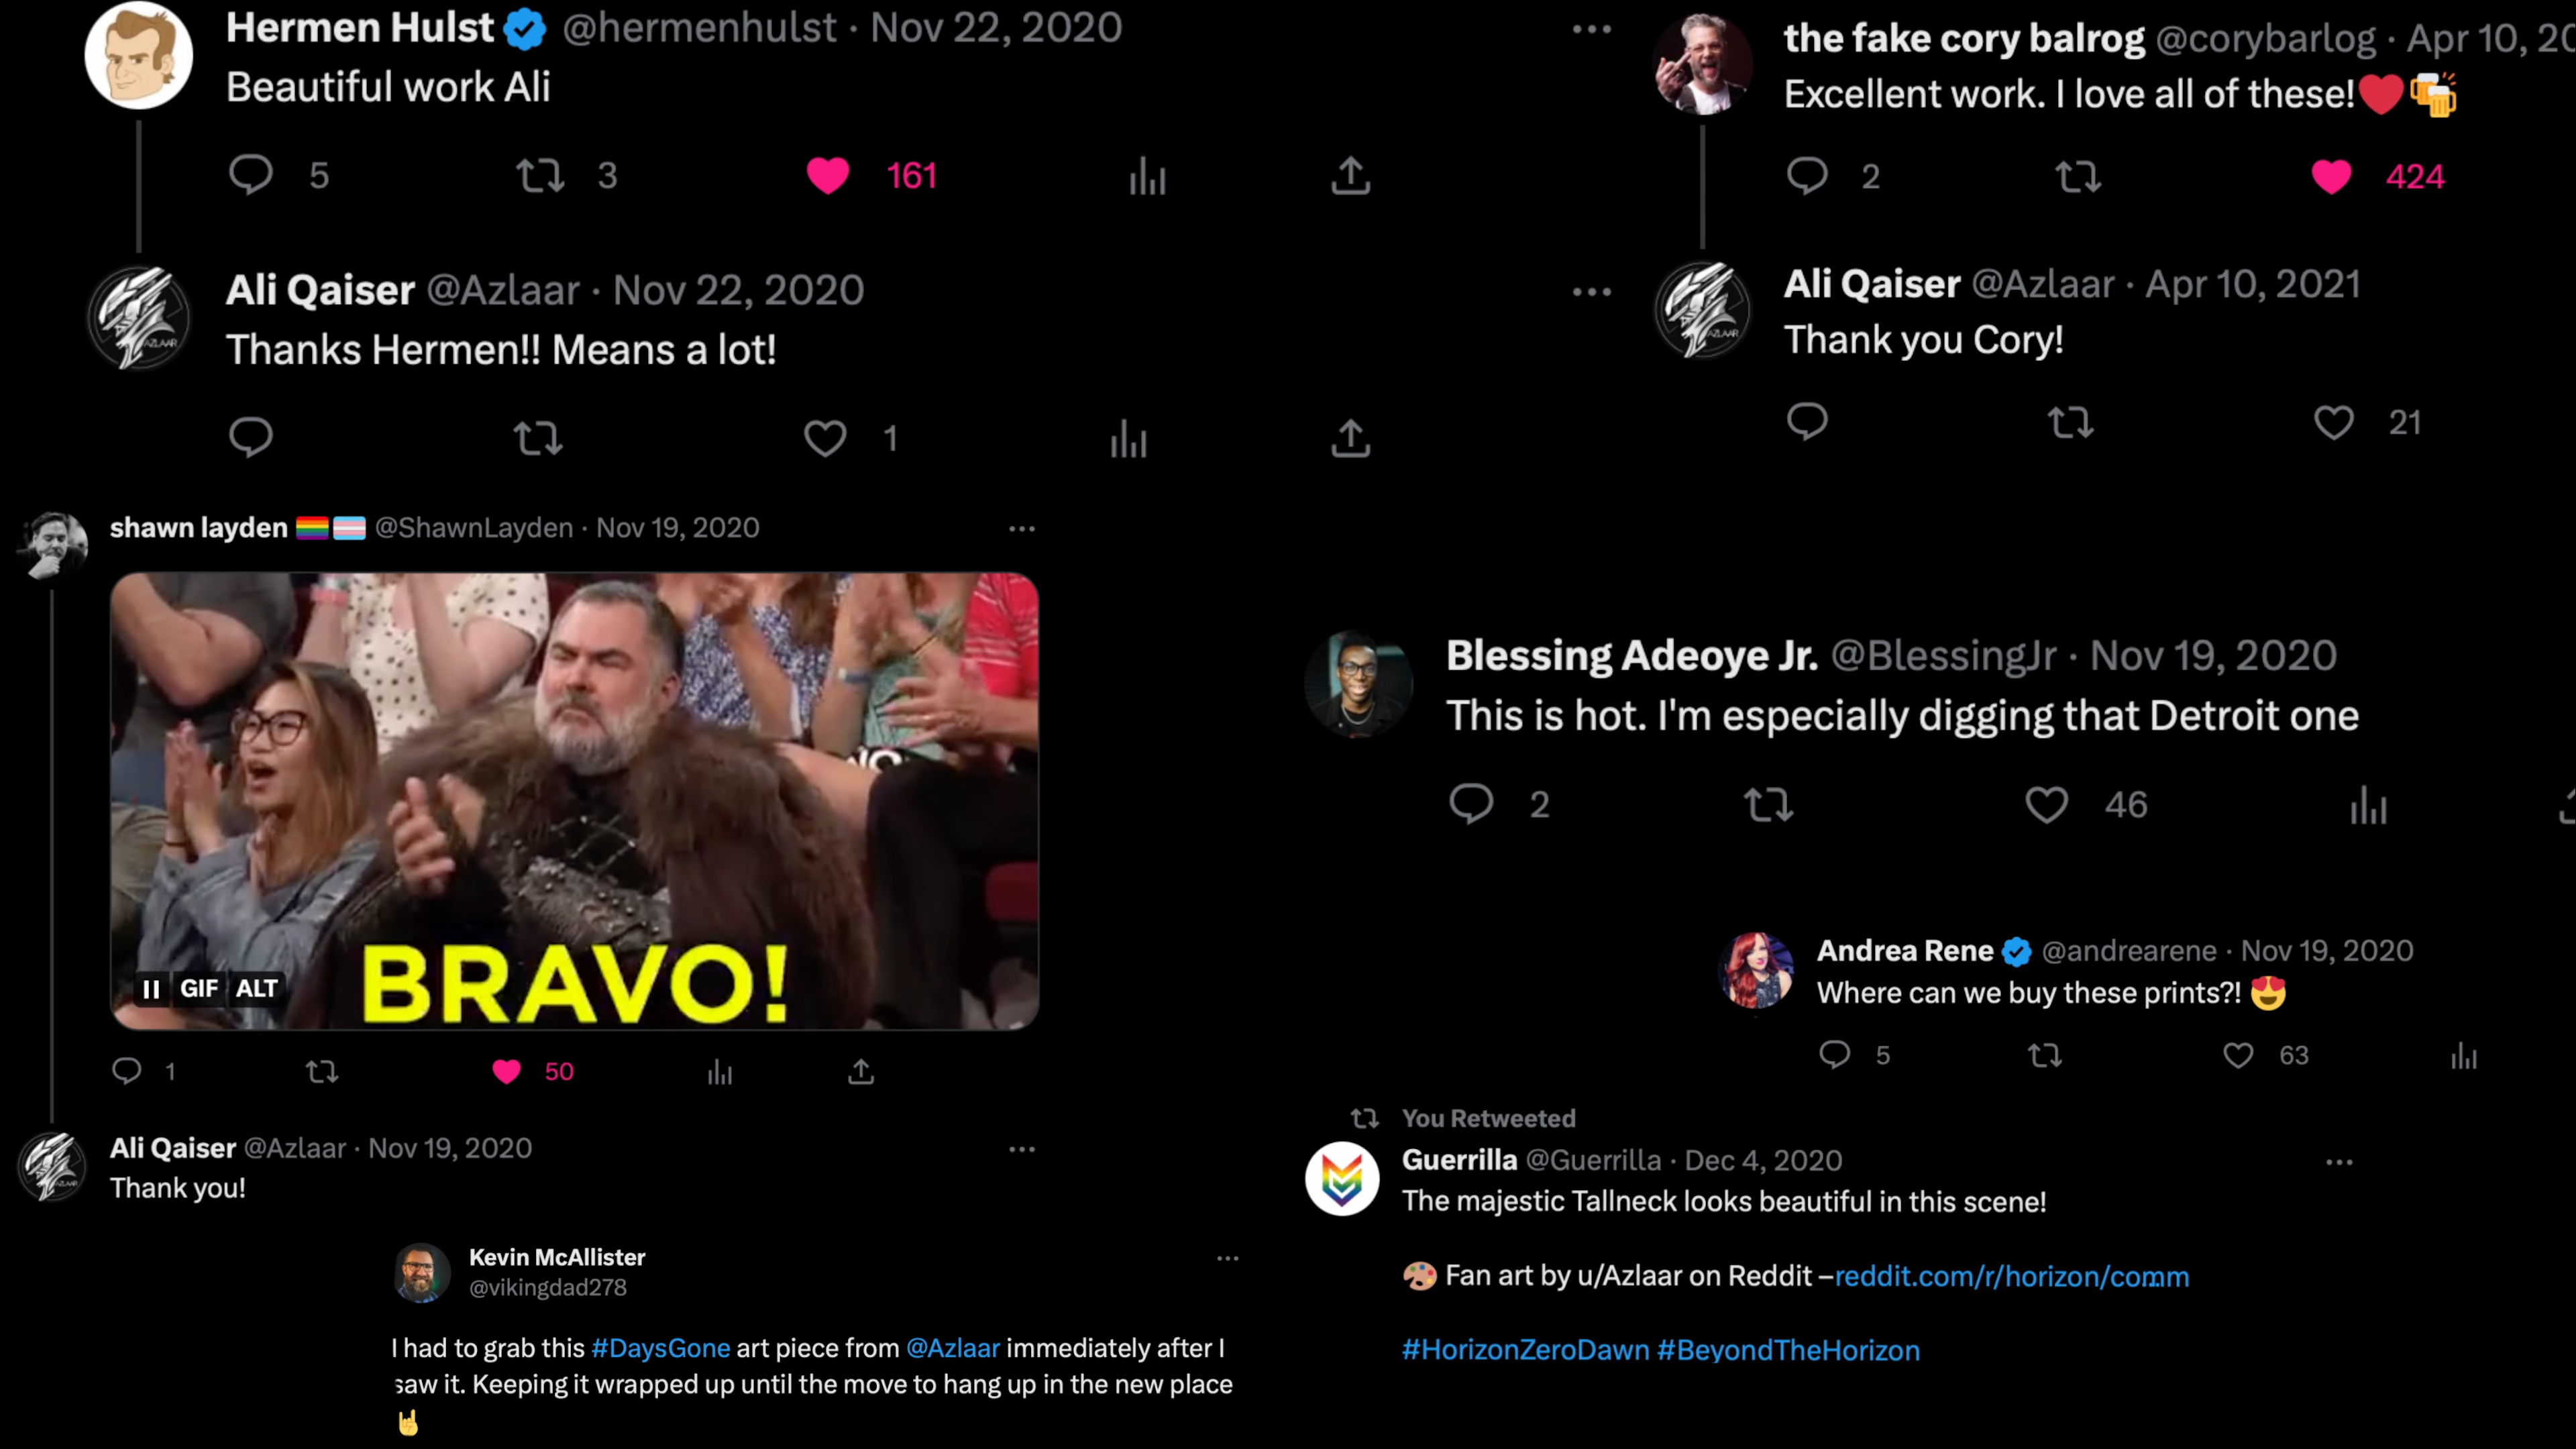 Hermen Hulst @hermenhulst · Nov 22, 2020
Beautiful work Ali
5 3 161
Ali Qaiser @Azlaar · Nov 22, 2020
Thanks Hermen!! Means a lot!
1
the fake cory balrog @corybarlog · Apr 10, 20
Excellent work. I love all of these!❤️🍻
2 424
Ali Qaiser @Azlaar · Apr 10, 2021
Thank you Cory!
21
shawn layden 🏳️‍🌈🏳️‍⚧️ @ShawnLayden · Nov 19, 2020
BRAVO!
GIF ALT
1 50
Ali Qaiser @Azlaar · Nov 19, 2020
Thank you!
Blessing Adeoye Jr. @BlessingJr · Nov 19, 2020
This is hot. I'm especially digging that Detroit one
2 46
Andrea Rene @andrearene · Nov 19, 2020
Where can we buy these prints?! 😍
5 63
You Retweeted
Guerrilla @Guerrilla · Dec 4, 2020
The majestic Tallneck looks beautiful in this scene!
🎨 Fan art by u/Azlaar on Reddit –reddit.com/r/horizon/comm
#HorizonZeroDawn #BeyondTheHorizon
Kevin McAllister
@vikingdad278
I had to grab this #DaysGone art piece from @Azlaar immediately after I
saw it. Keeping it wrapped up until the move to hang up in the new place
🤘